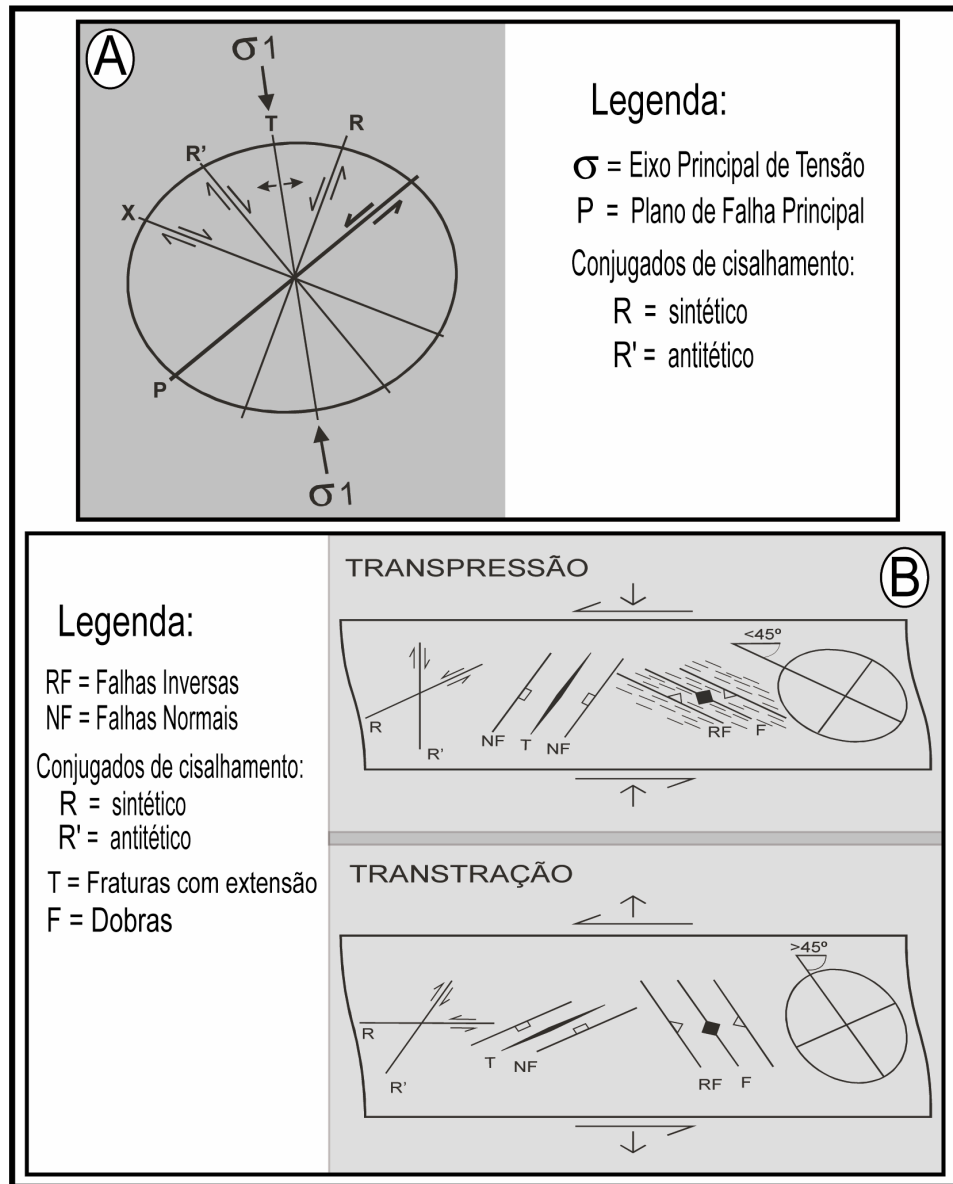 A
σ1
T
R
R'
X
P
σ1
Legenda:
σ = Eixo Principal de Tensão
P = Plano de Falha Principal
Conjugados de cisalhamento:
R = sintético
R' = antitético
B
Legenda:
RF = Falhas Inversas
NF = Falhas Normais
Conjugados de cisalhamento:
R = sintético
R' = antitético
T = Fraturas com extensão
F = Dobras
TRANSPRESSÃO
<45º
R
R'
NF T NF
RF F
TRANSTRAÇÃO
>45º
R
R'
T NF
RF F